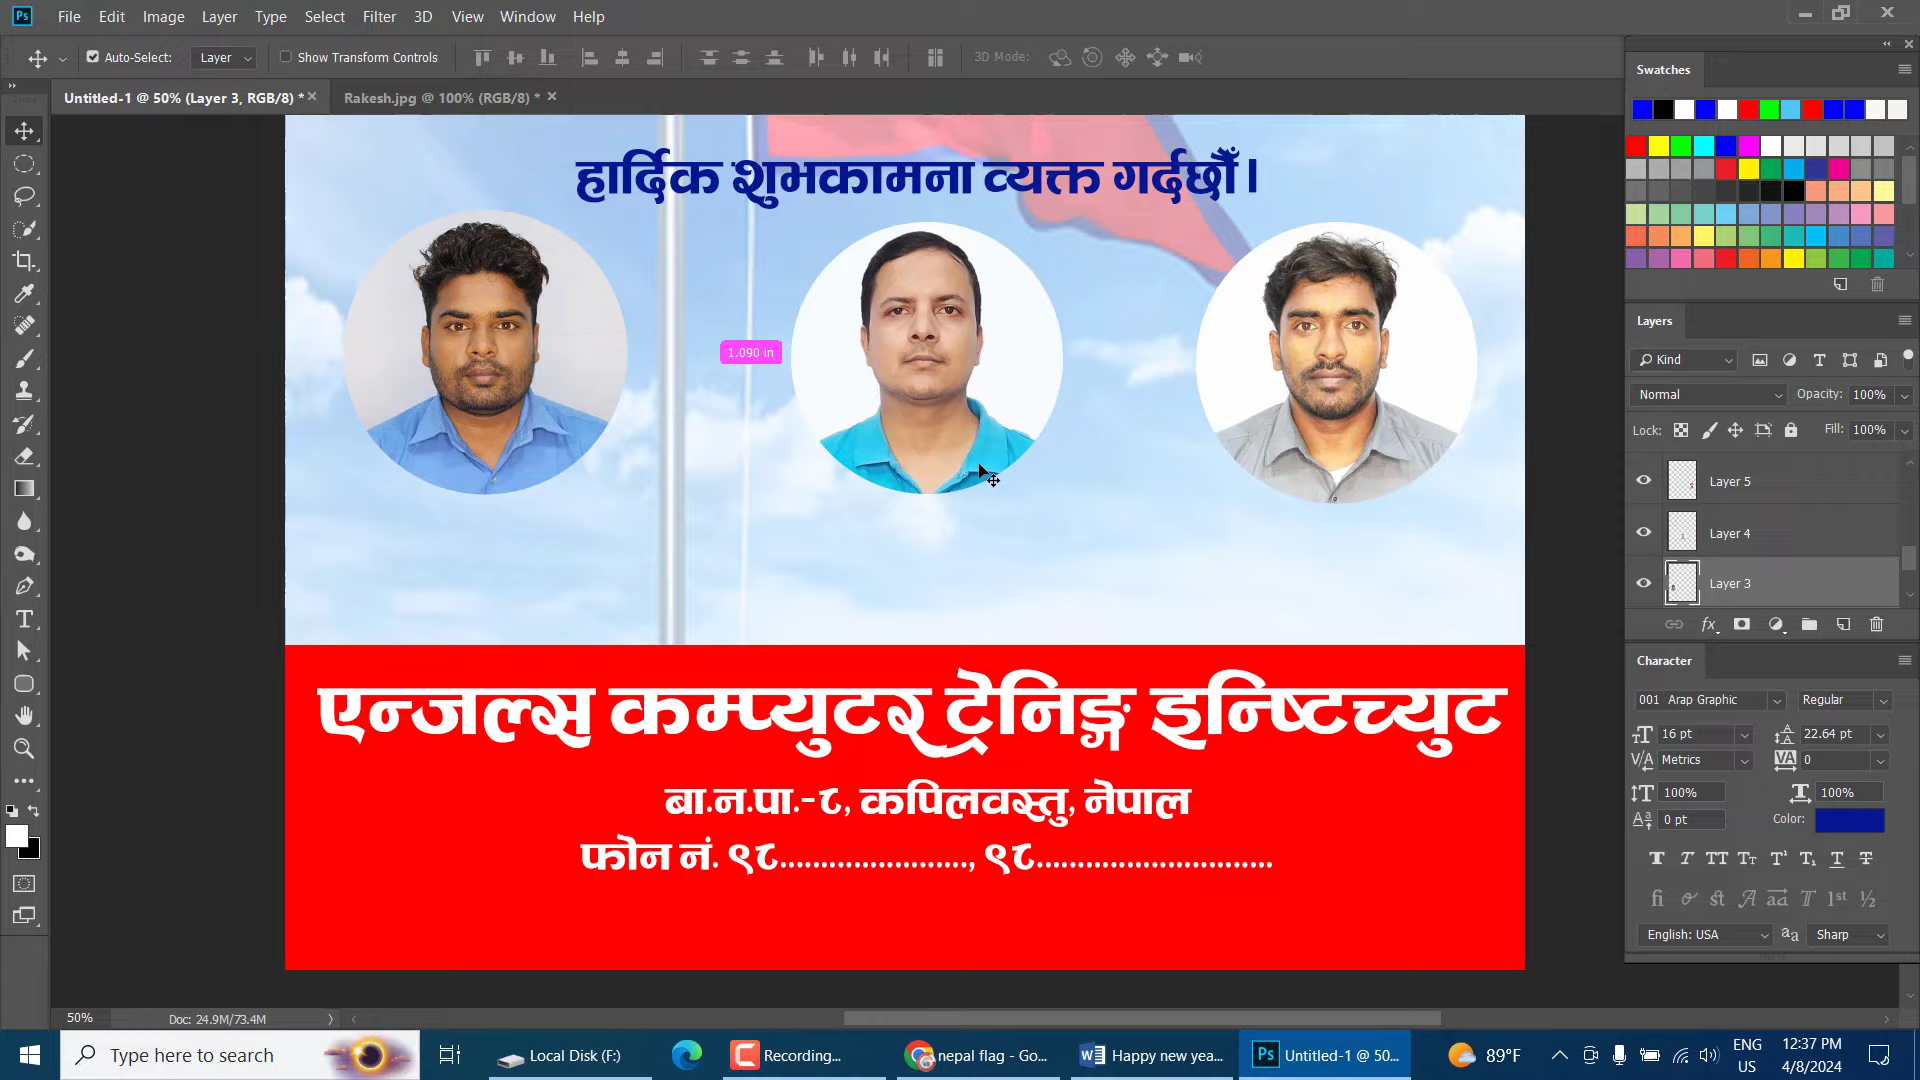 File Edit Image Layer Type Select Filter 3D View Window Help
Auto-Select: Layer Show Transform Controls 3D Mode:
Untitled-1 @ 50% (Layer 3, RGB/8) * Rakesh.jpg @ 100% (RGB/8) *
हार्दिक शुभकामना व्यक्त गर्दछौँ ।
1.090 in
एन्जल्स कम्प्युटर ट्रेनिङ्ग इन्ष्टिच्युट
बा.न.पा.-८, कपिलवस्तु, नेपाल
फोन नं. ९८......................., ९८.............................
Swatches
Layers
Kind
Normal Opacity: 100%
Lock: Fill: 100%
Layer 5
Layer 4
Layer 3
Character
001 Arap Graphic Regular
16 pt 22.64 pt
Metrics 0
100% 100%
0 pt Color:
English: USA Sharp
50% Doc: 24.9M/73.4M
Type here to search Local Disk (F:) Recording... nepal flag - Go... Happy new yea... Untitled-1 @ 50... 89°F ENG US 12:37 PM 4/8/2024